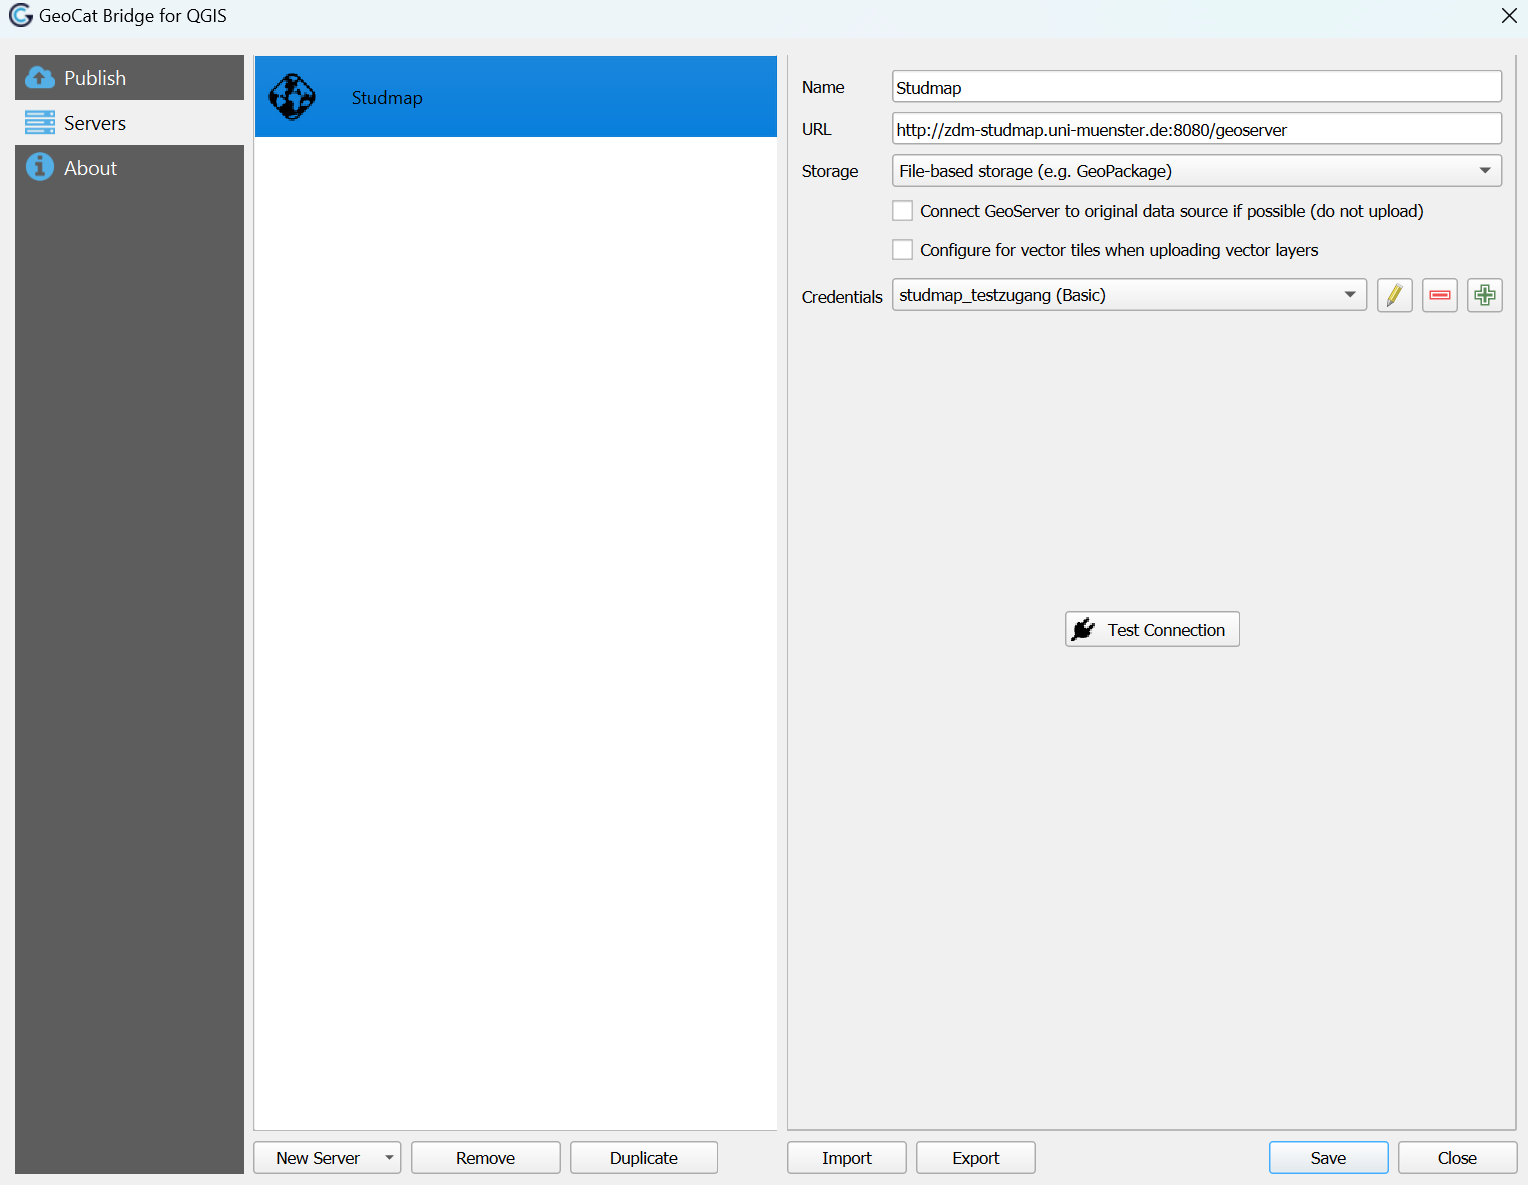 GeoCat Bridge for QGIS
Publish
Servers
About
Studmap
Name
Studmap
URL
http://zdm-studmap.uni-muenster.de:8080/geoserver
Storage
File-based storage (e.g. GeoPackage)
Connect GeoServer to original data source if possible (do not upload)
Configure for vector tiles when uploading vector layers
Credentials
studmap_testzugang (Basic)
Test Connection
New Server
Remove
Duplicate
Import
Export
Save
Close